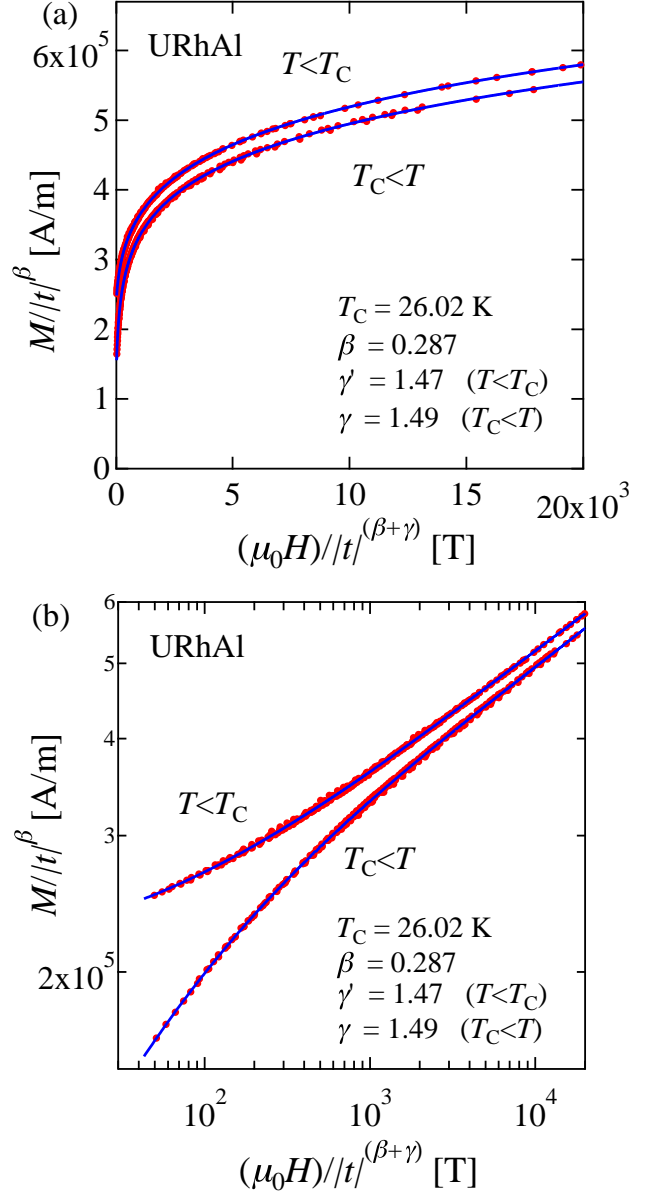 (a)
URhAl
T<T_C
T_C<T
M/|t|^β [A/m]
6x10^5
5
4
3
2
1
0
T_C = 26.02 K
β = 0.287
γ' = 1.47 (T<T_C)
γ = 1.49 (T_C<T)
0 5 10 15 20x10^3
(μ_0H)/|t|^(β+γ) [T]
(b)
URhAl
T<T_C
T_C<T
M/|t|^β [A/m]
6
5
4
3
2x10^5
T_C = 26.02 K
β = 0.287
γ' = 1.47 (T<T_C)
γ = 1.49 (T_C<T)
10^2 10^3 10^4
(μ_0H)/|t|^(β+γ) [T]